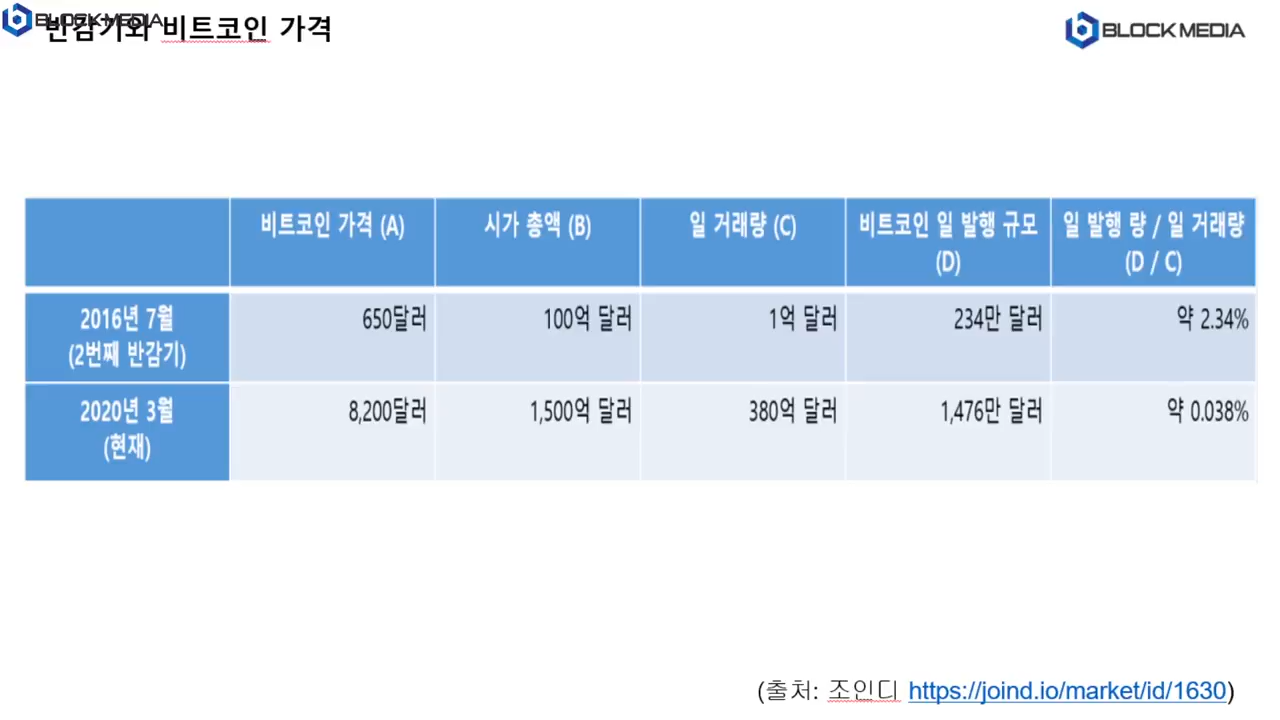 BLOCKMEDIA
반감기와 비트코인 가격
BLOCKMEDIA
비트코인 가격 (A)
시가 총액 (B)
일 거래량 (C)
비트코인 일 발행 규모
(D)
일 발행 량 / 일 거래량
(D / C)
2016년 7월
(2번째 반감기)
650달러
100억 달러
1억 달러
234만 달러
약 2.34%
2020년 3월
(현재)
8,200달러
1,500억 달러
380억 달러
1,476만 달러
약 0.038%
(출처: 조인디 https://joind.io/market/id/1630)